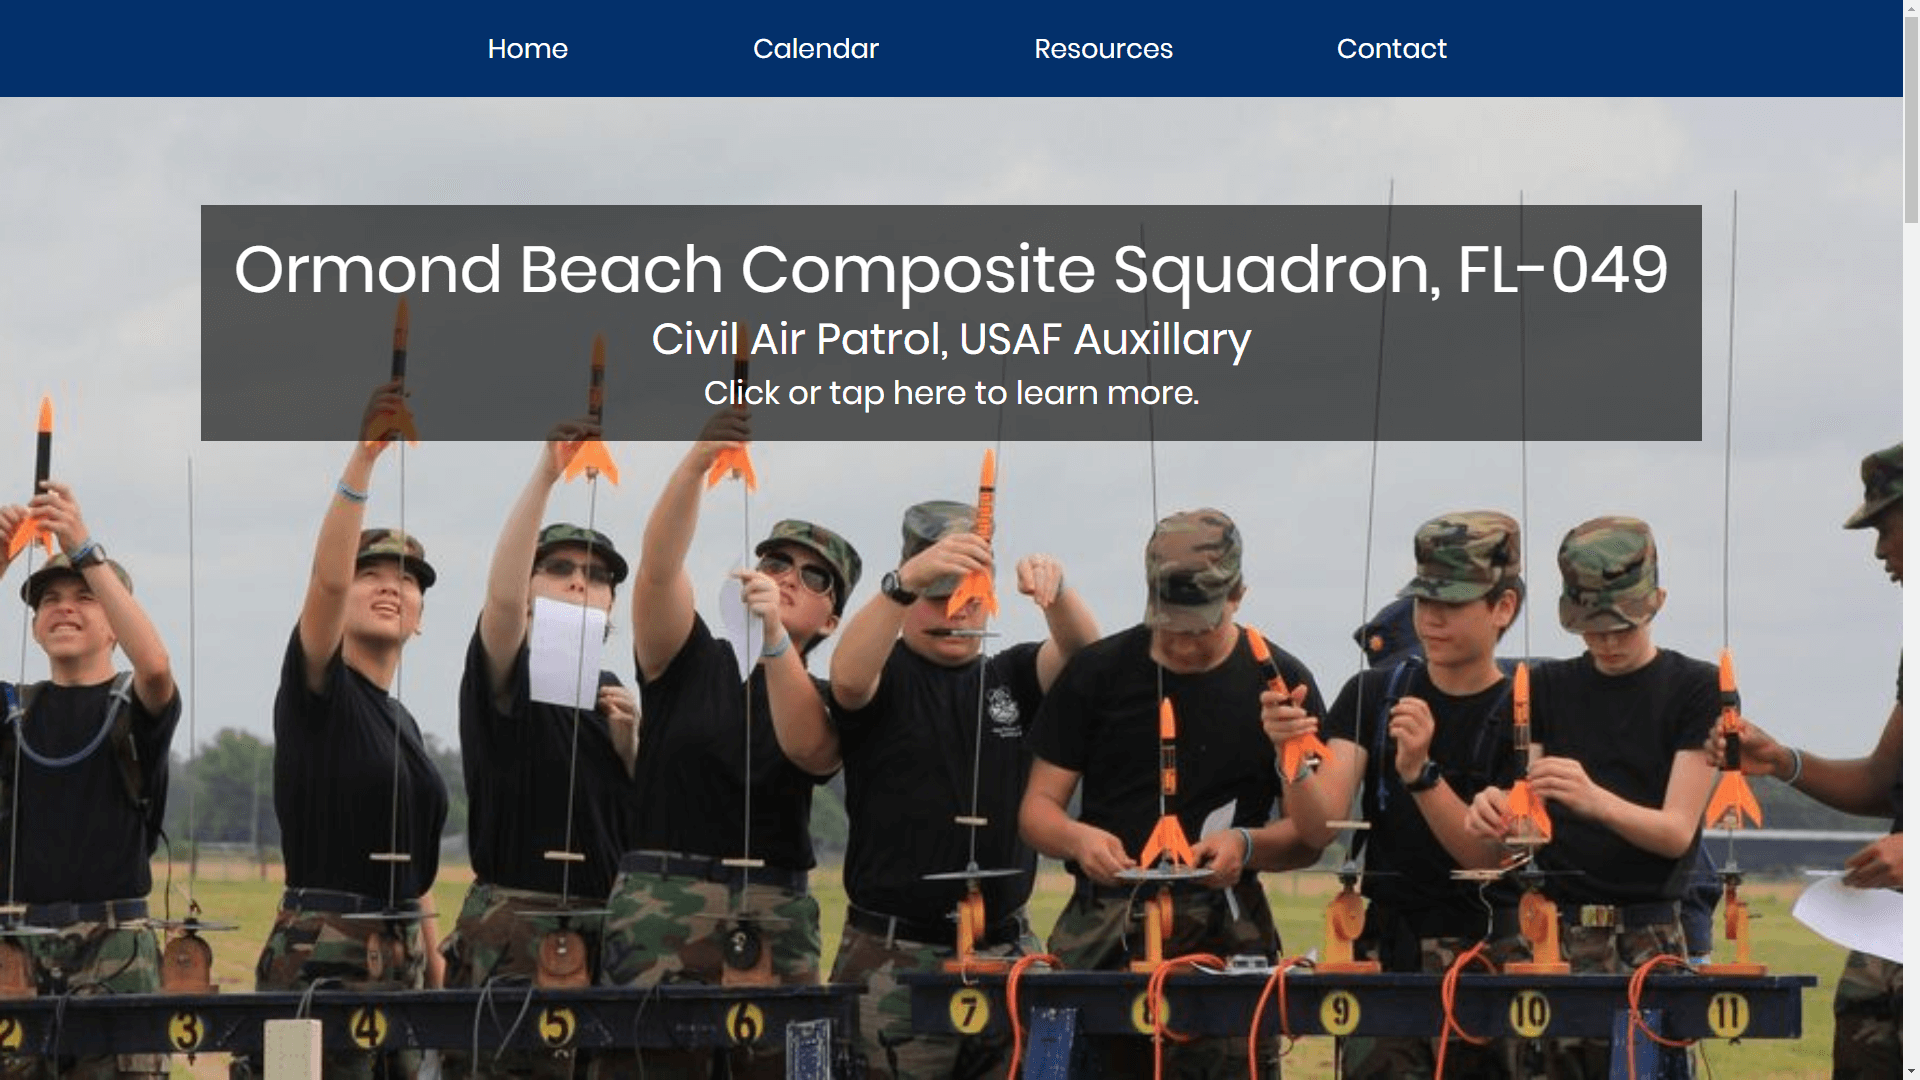 Home Calendar Resources Contact
Ormond Beach Composite Squadron, FL-049
Civil Air Patrol, USAF Auxillary
Click or tap here to learn more.
2 3 4 5 6 7 8 9 10 11